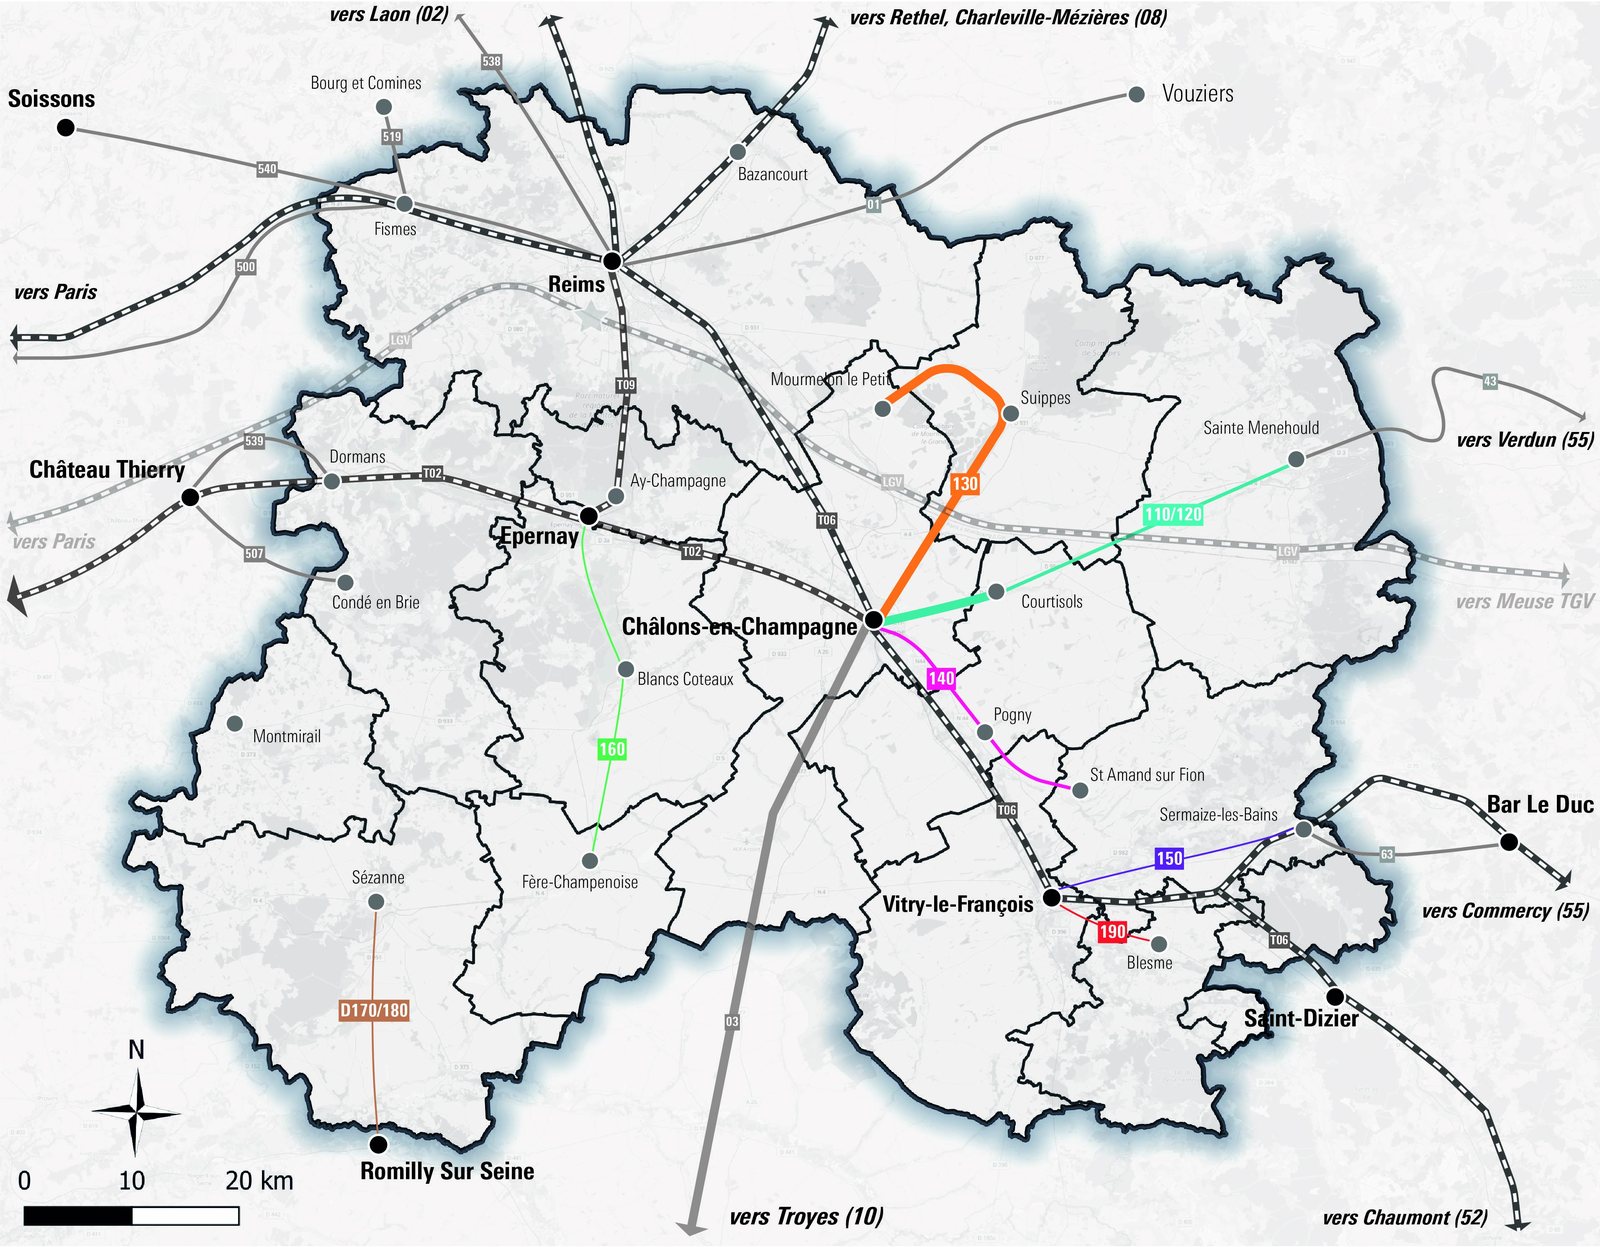 vers Laon (02)
vers Rethel, Charleville-Mézières (08)
538
Bourg et Comines
Soissons
Vouziers
519
540
Bazancourt
01
Fismes
500
Reims
vers Paris
LGV
Mourmelon le Petit
T09
Suippes
43
Sainte Menehould
vers Verdun (55)
539
Dormans
Château Thierry
T02
Ay-Champagne
LGV
130
110/120
T06
Epernay
vers Paris
507
T02
LGV
Condé en Brie
Courtisols
vers Meuse TGV
Châlons-en-Champagne
Blancs Coteaux
140
Pogny
Montmirail
160
St Amand sur Fion
T06
Sermaize-les-Bains
Bar Le Duc
150
63
Sézanne
Fère-Champenoise
Vitry-le-François
vers Commercy (55)
190
T06
Blesme
D170/180
03
Saint-Dizier
N
Romilly Sur Seine
0 10 20 km
vers Troyes (10)
vers Chaumont (52)